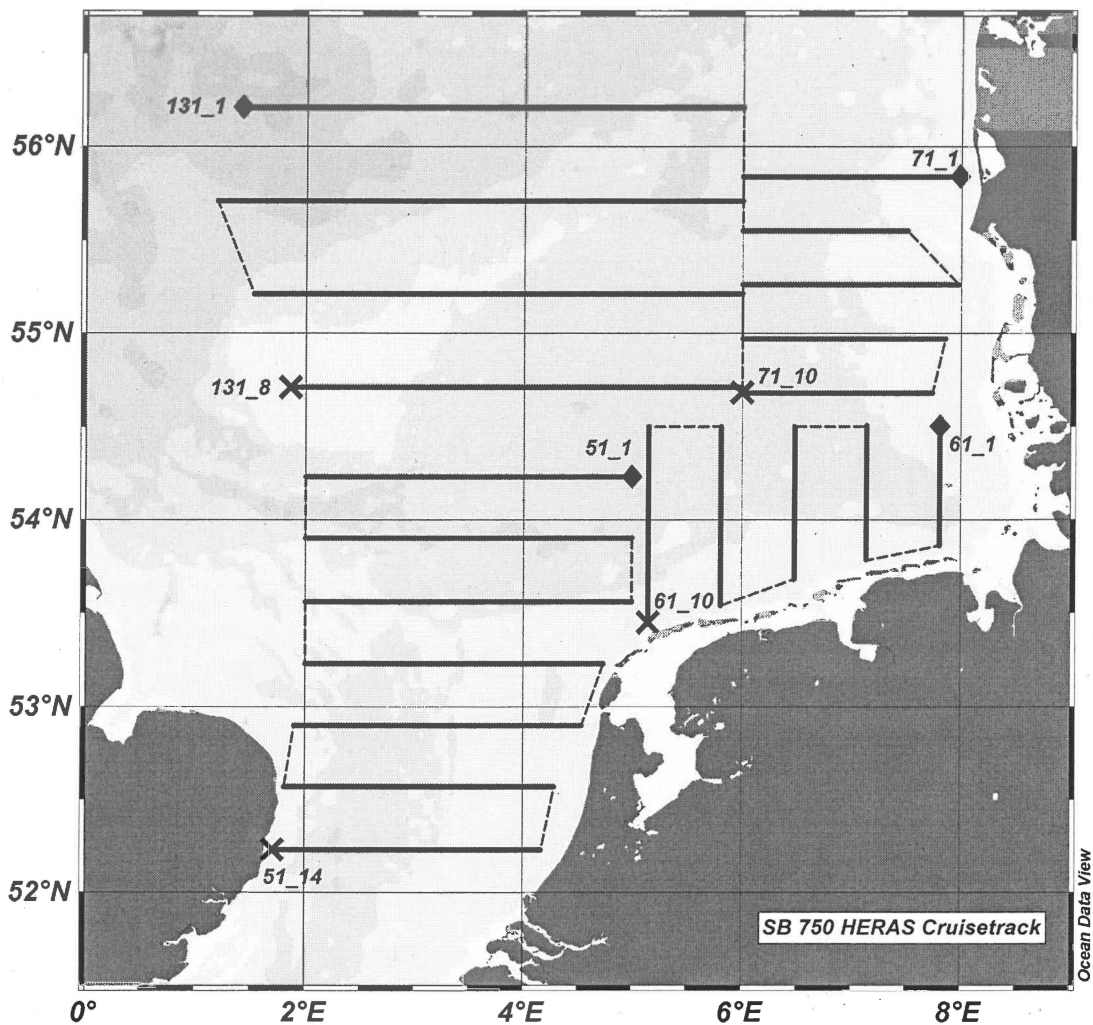 131_1
56°N
71_1
55°N
131_8
71_10
51_1
61_1
54°N
61_10
53°N
51_14
52°N
SB 750 HERAS Cruisetrack
Ocean Data View
0°
2°E
4°E
6°E
8°E